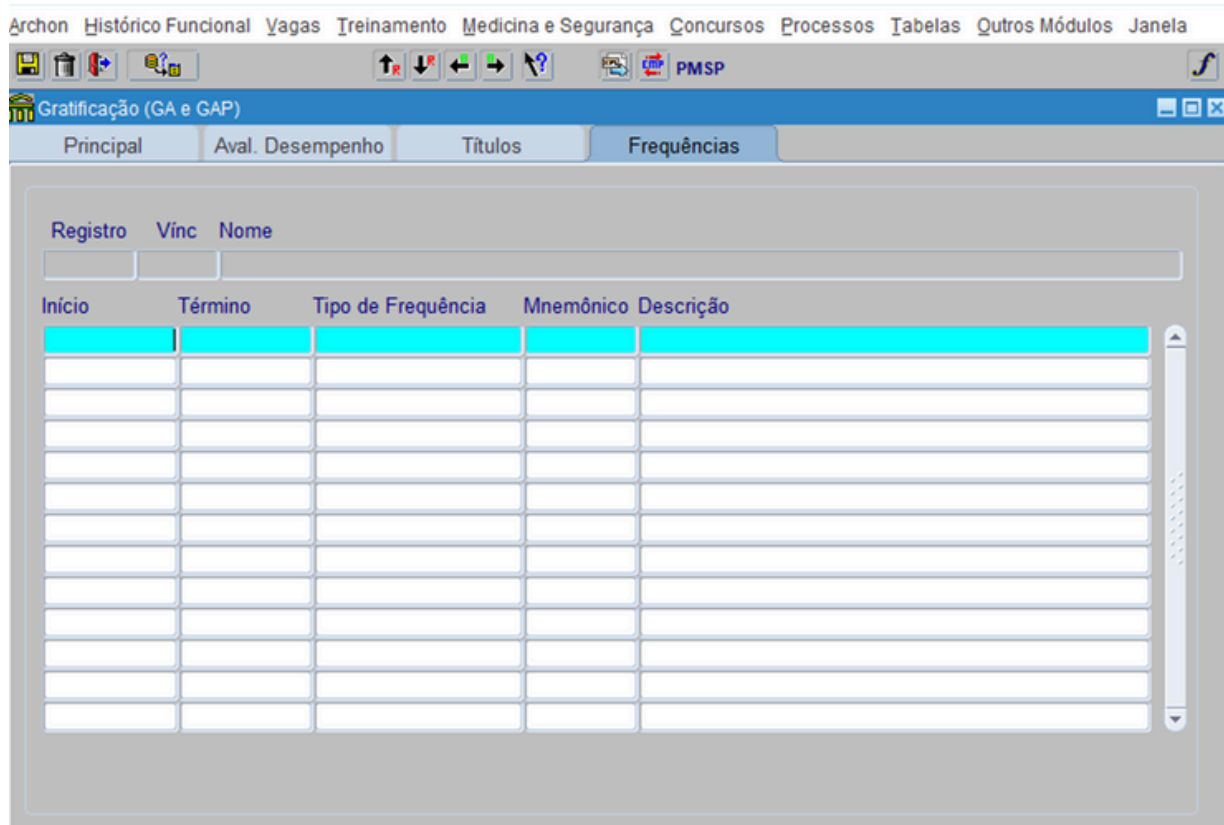 Archon Histórico Funcional Vagas Treinamento Medicina e Segurança Concursos Processos Tabelas Outros Módulos Janela
PMSP
Gratificação (GA e GAP)
Principal Aval. Desempenho Títulos Frequências
Registro Vínc Nome
Início Término Tipo de Frequência Mnemônico Descrição